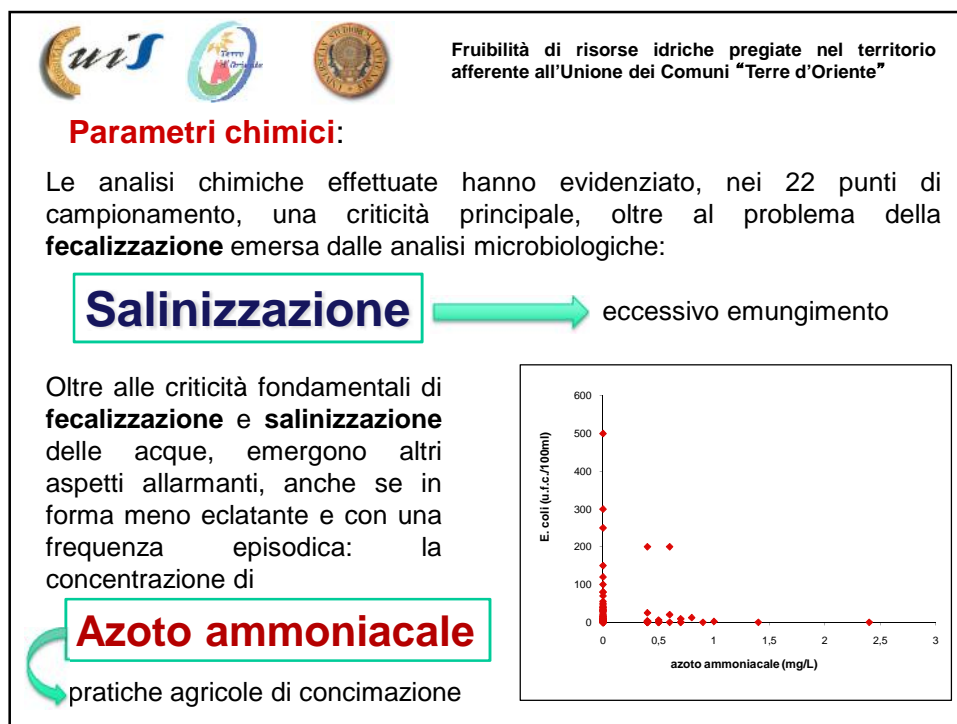 CuiS
Terre
d'Oriente
Fruibilità di risorse idriche pregiate nel territorio
afferente all'Unione dei Comuni “Terre d'Oriente”
Parametri chimici:
Le analisi chimiche effettuate hanno evidenziato, nei 22 punti di
campionamento, una criticità principale, oltre al problema della
fecalizzazione emersa dalle analisi microbiologiche:
Salinizzazione
eccessivo emungimento
Oltre alle criticità fondamentali di
fecalizzazione e salinizzazione
delle acque, emergono altri
aspetti allarmanti, anche se in
forma meno eclatante e con una
frequenza episodica: la
concentrazione di
Azoto ammoniacale
pratiche agricole di concimazione
600
500
400
300
200
100
0
E. coli (u.f.c./100ml)
0 0,5 1 1,5 2 2,5 3
azoto ammoniacale (mg/L)